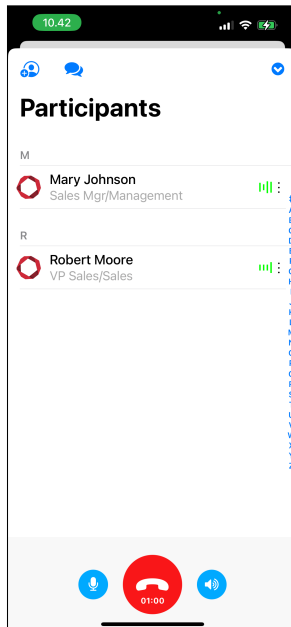 10.42
Participants
M
Mary Johnson
Sales Mgr/Management
R
Robert Moore
VP Sales/Sales
01:00